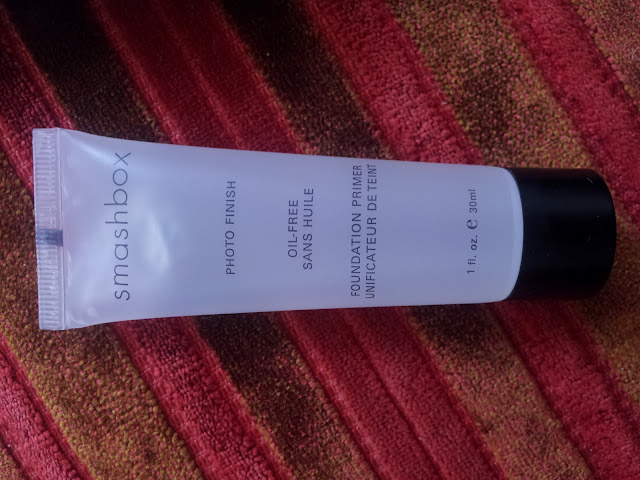 smashbox
PHOTO FINISH
OIL-FREE
SANS HUILE
FOUNDATION PRIMER
UNIFICATEUR DE TEINT
1 fl. oz. e 30ml